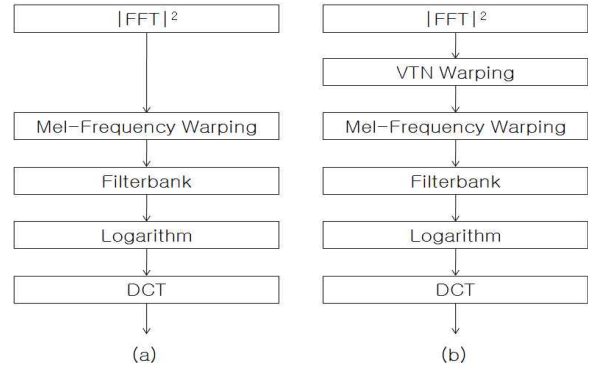 |FFT|²
Mel-Frequency Warping
Filterbank
Logarithm
DCT
(a)
|FFT|²
VTN Warping
Mel-Frequency Warping
Filterbank
Logarithm
DCT
(b)